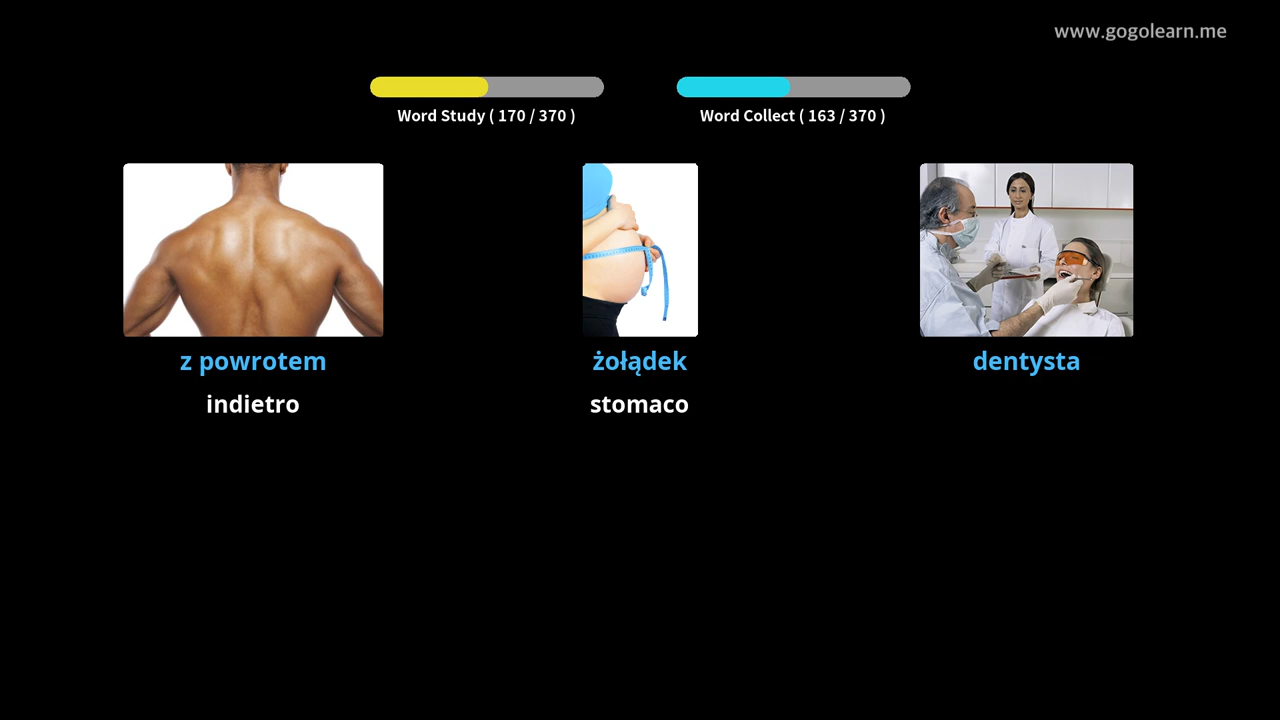 www.gogolearn.me
Word Study ( 170 / 370 )
Word Collect ( 163 / 370 )
z powrotem
żołądek
dentysta
indietro
stomaco